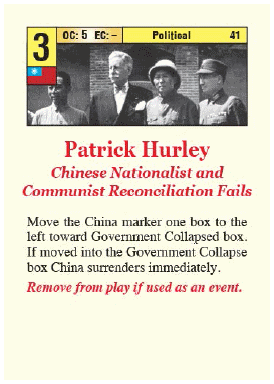 3 OC: 5 EC: – Political 41
Patrick Hurley
Chinese Nationalist and
Communist Reconciliation Fails
Move the China marker one box to the
left toward Government Collapsed box.
If moved into the Government Collapse
box China surrenders immediately.
Remove from play if used as an event.